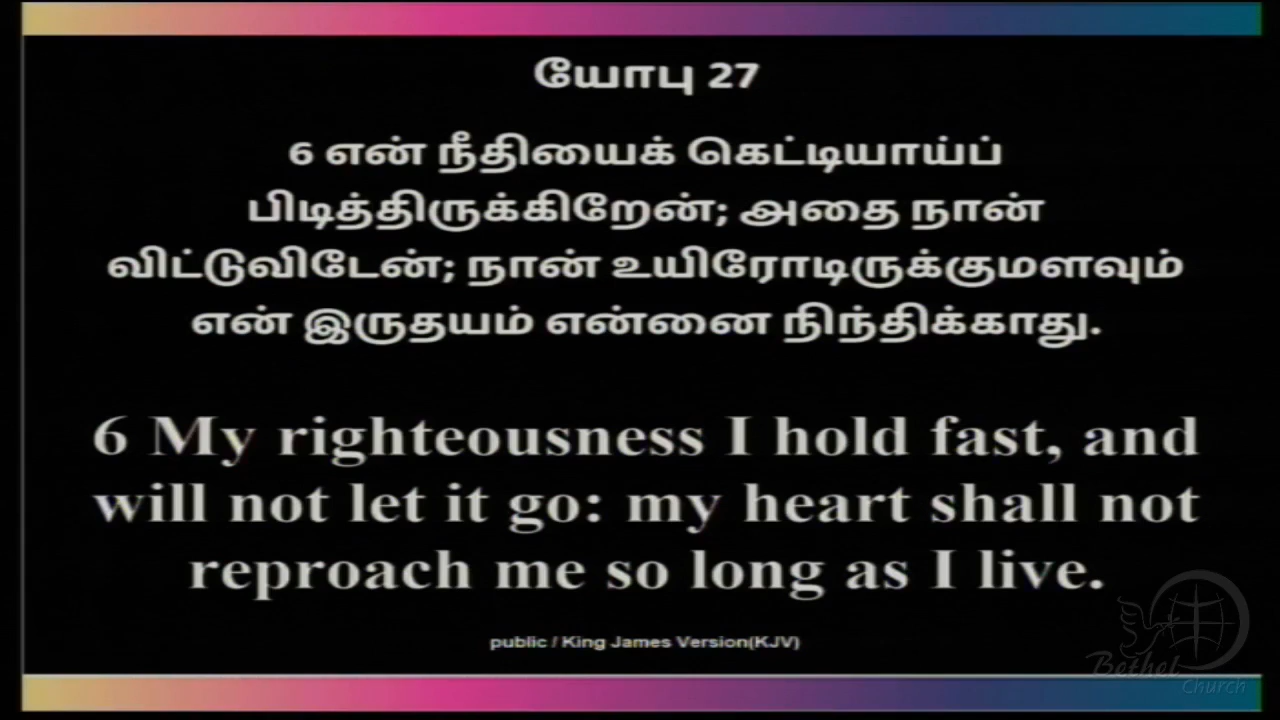 யோபு 27
6 என் நீதியைக் கெட்டியாய்ப்
பிடித்திருக்கிறேன்; அதை நான்
விட்டுவிடேன்; நான் உயிரோடிருக்குமளவும்
என் இருதயம் என்னை நிந்திக்காது.
6 My righteousness I hold fast, and
will not let it go: my heart shall not
reproach me so long as I live.
public / King James Version(KJV)
Bethel
Church